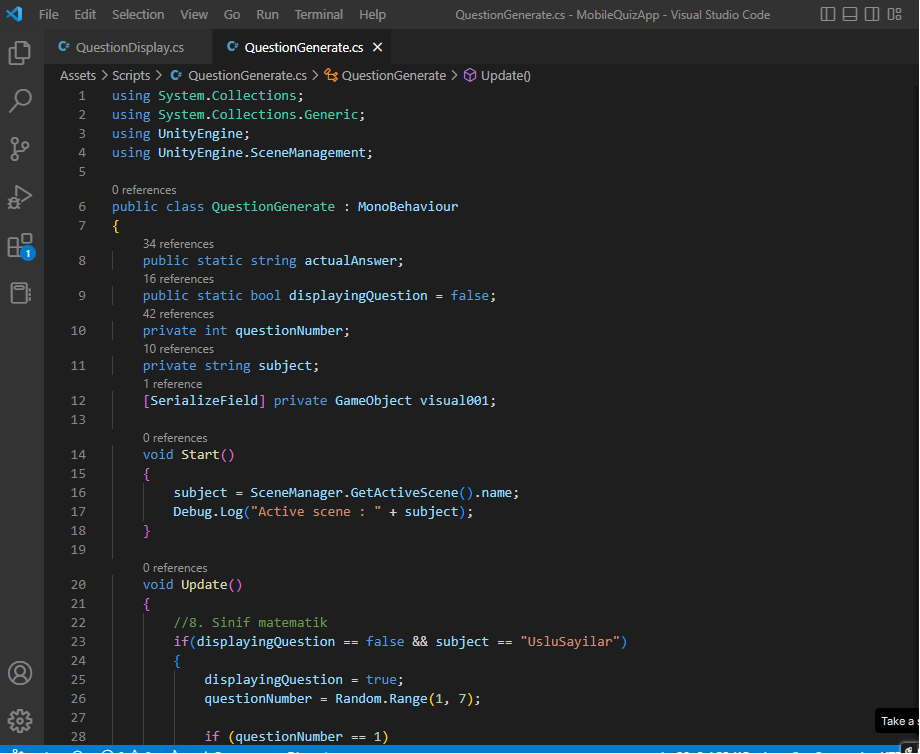 File Edit Selection View Go Run Terminal Help QuestionGenerate.cs - MobileQuizApp - Visual Studio Code
QuestionDisplay.cs QuestionGenerate.cs
Assets > Scripts > QuestionGenerate.cs > QuestionGenerate > Update()
1 using System.Collections;
2 using System.Collections.Generic;
3 using UnityEngine;
4 using UnityEngine.SceneManagement;
5
0 references
6 public class QuestionGenerate : MonoBehaviour
7 {
34 references
8 public static string actualAnswer;
16 references
9 public static bool displayingQuestion = false;
42 references
10 private int questionNumber;
10 references
11 private string subject;
1 reference
12 [SerializeField] private GameObject visual001;
13
0 references
14 void Start()
15 {
16 subject = SceneManager.GetActiveScene().name;
17 Debug.Log("Active scene : " + subject);
18 }
19
0 references
20 void Update()
21 {
22 //8. Sinif matematik
23 if(displayingQuestion == false && subject == "UsluSayilar")
24 {
25 displayingQuestion = true;
26 questionNumber = Random.Range(1, 7);
27
28 if (questionNumber == 1)
1
Take a